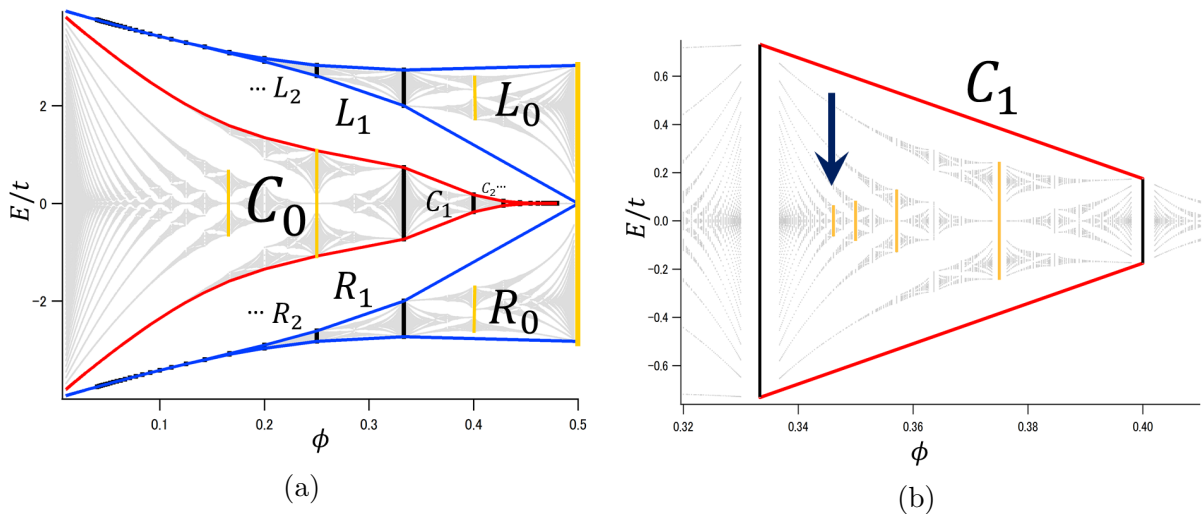 E/t
2
0
-2
0.1
0.2
0.3
0.4
0.5
ϕ
... L₂
L₁
L₀
C₀
C₁
C₂...
R₁
R₀
... R₂
(a)
E/t
0.6
0.4
0.2
0.0
-0.2
-0.4
-0.6
0.32
0.34
0.36
0.38
0.40
ϕ
C₁
(b)